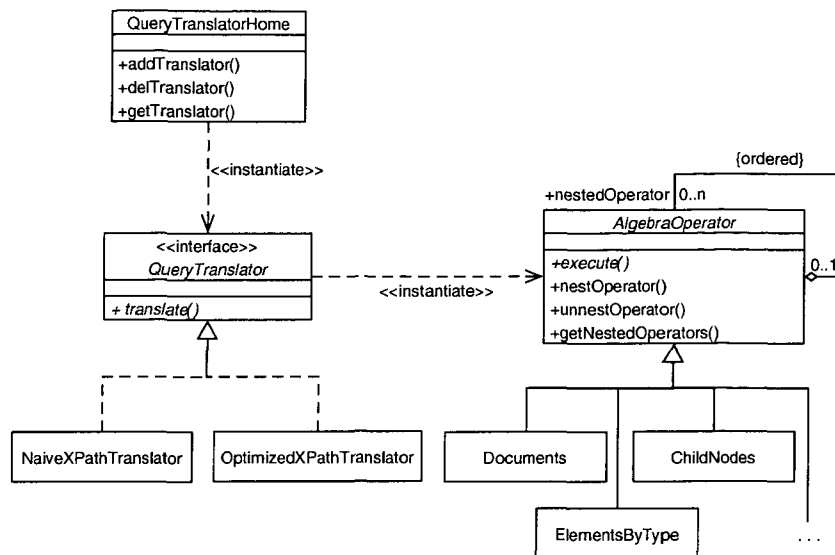 QueryTranslatorHome
+addTranslator()
+delTranslator()
+getTranslator()
<<instantiate>>
{ordered}
+nestedOperator 0..n
<<interface>>
QueryTranslator
+ translate()
<<instantiate>>
AlgebraOperator
+execute()
+nestOperator()
+unnestOperator()
+getNestedOperators()
0..1
NaiveXPathTranslator
OptimizedXPathTranslator
Documents
ChildNodes
ElementsByType
. . .